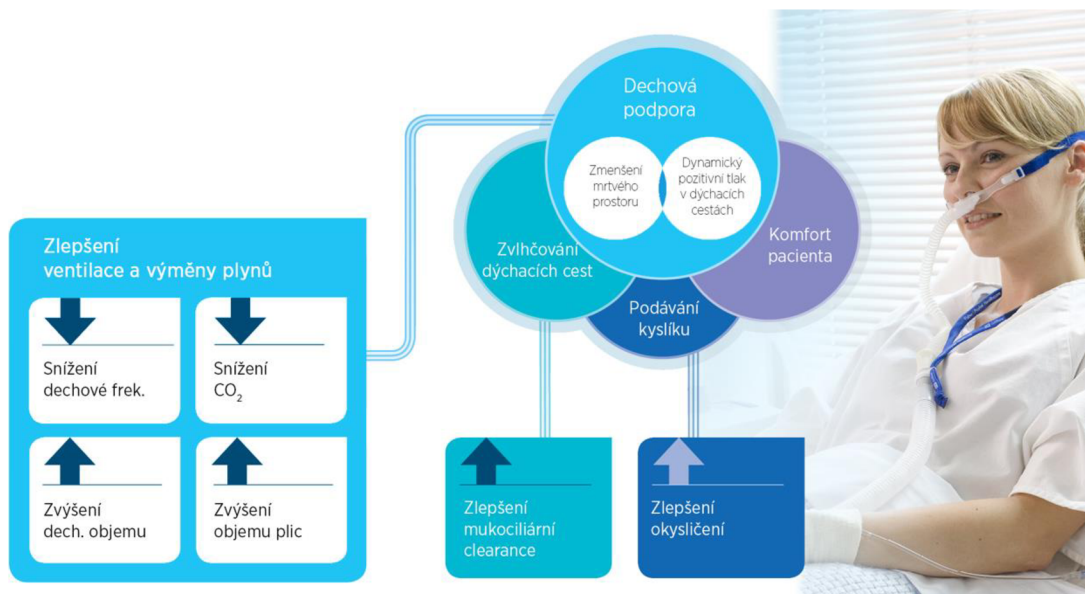 Dechová
podpora
Zmenšení
mrtvého
prostoru
Dynamický
pozitivní tlak
v dýchacích
cestách
Zvlhčování
dýchacích cest
Komfort
pacienta
Podávání
kyslíku
Zlepšení
ventilace a výměny plynů
Snížení
dechové frek.
Snížení
CO₂
Zvýšení
dech. objemu
Zvýšení
objemu plic
Zlepšení
mukociliární
clearance
Zlepšení
okysličení